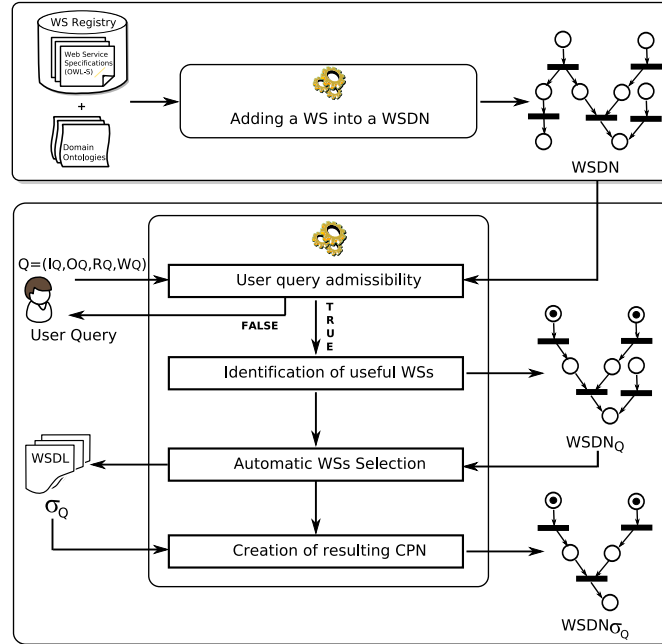 WS Registry
Web Service
Specifications
(OWL-S)
+
Domain
Ontologies
Adding a WS into a WSDN
WSDN
Q=(IQ,OQ,RQ,WQ)
User Query
User query admissibility
FALSE
TRUE
Identification of useful WSs
WSDNQ
Automatic WSs Selection
WSDL
σQ
Creation of resulting CPN
WSDNσQ